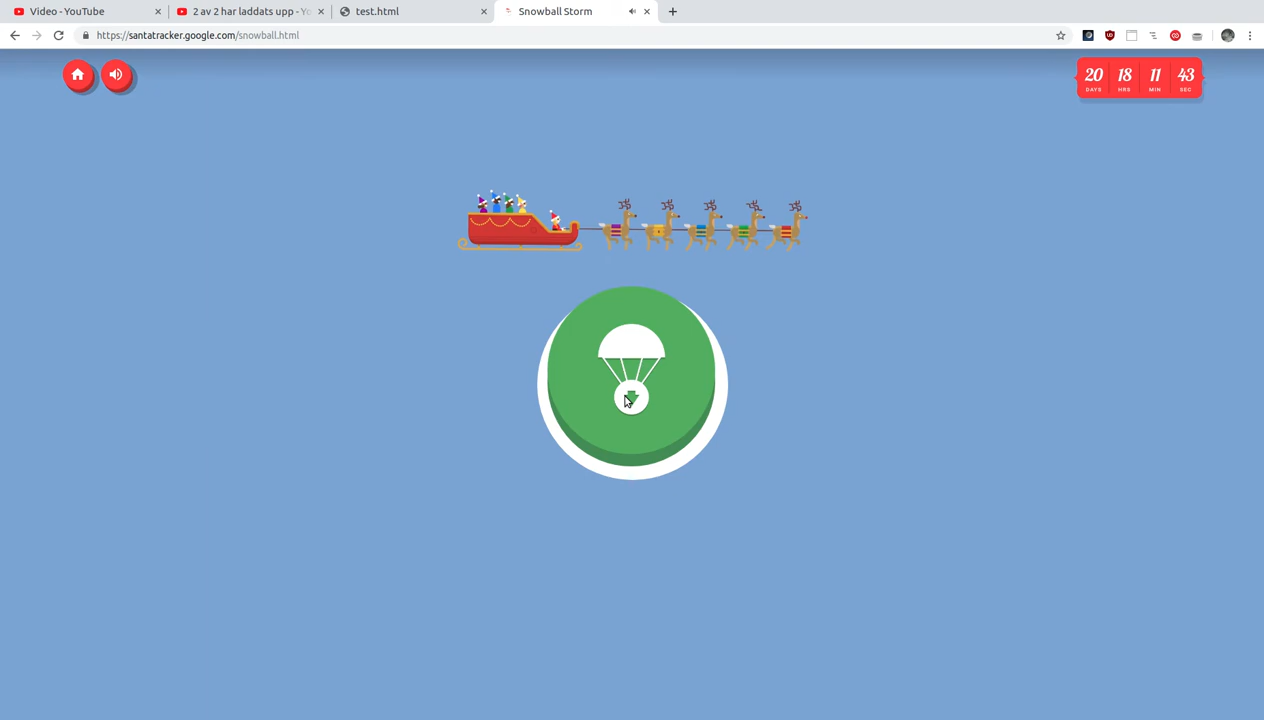 Video - YouTube
2 av 2 har laddats upp - Yo
test.html
Snowball Storm
https://santatracker.google.com/snowball.html
20 18 11 43
DAYS HRS MIN SEC